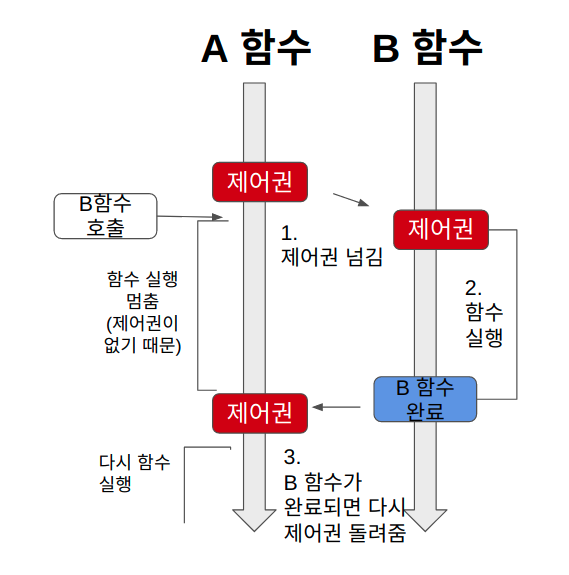 A 함수
B 함수
제어권
B함수
호출
제어권
1.
제어권 넘김
함수 실행
멈춤
(제어권이
없기 때문)
2.
함수
실행
B 함수
완료
제어권
다시 함수
실행
3.
B 함수가
완료되면 다시
제어권 돌려줌